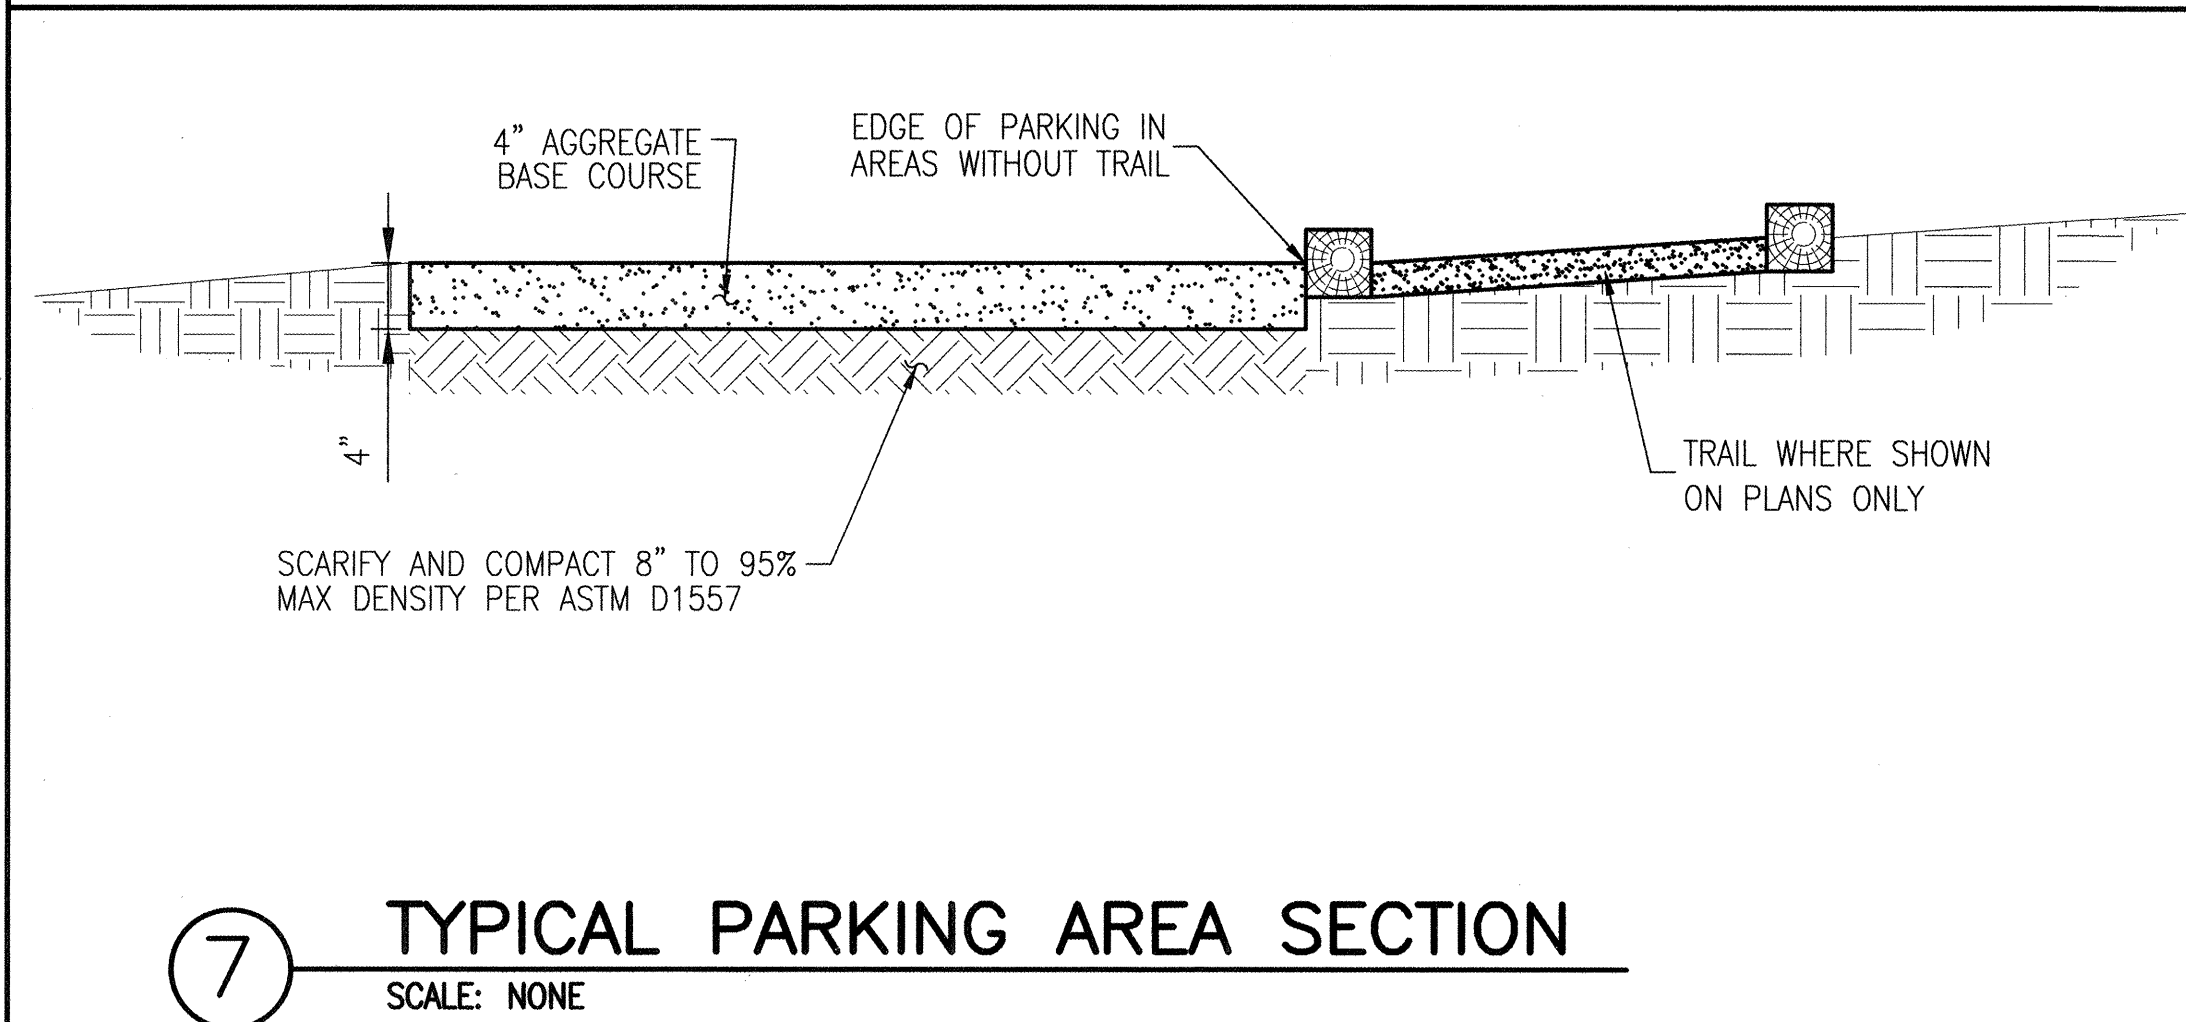 4” AGGREGATE
BASE COURSE
EDGE OF PARKING IN
AREAS WITHOUT TRAIL
4”
TRAIL WHERE SHOWN
ON PLANS ONLY
SCARIFY AND COMPACT 8” TO 95%
MAX DENSITY PER ASTM D1557
7
TYPICAL PARKING AREA SECTION
SCALE: NONE